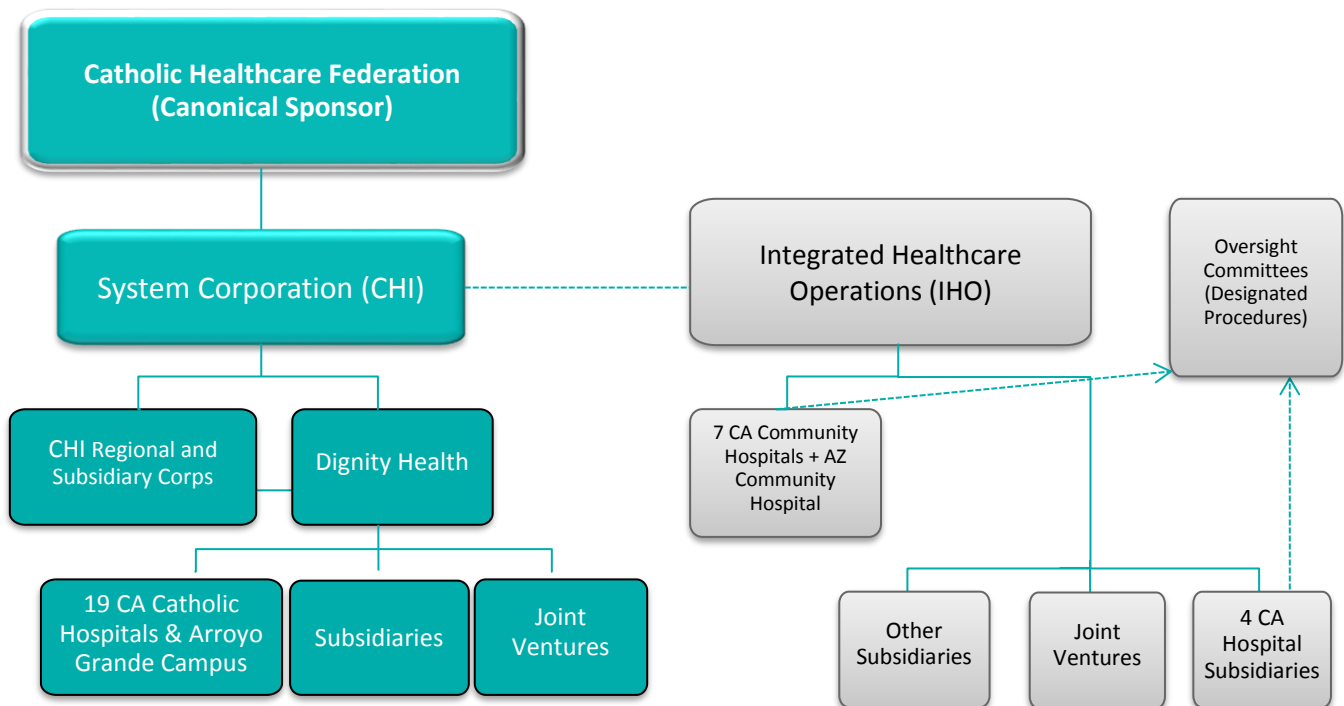 Catholic Healthcare Federation
(Canonical Sponsor)
System Corporation (CHI)
Integrated Healthcare
Operations (IHO)
Oversight
Committees
(Designated
Procedures)
CHI Regional and
Subsidiary Corps
Dignity Health
7 CA Community
Hospitals + AZ
Community
Hospital
19 CA Catholic
Hospitals & Arroyo
Grande Campus
Subsidiaries
Joint
Ventures
Other
Subsidiaries
Joint
Ventures
4 CA
Hospital
Subsidiaries